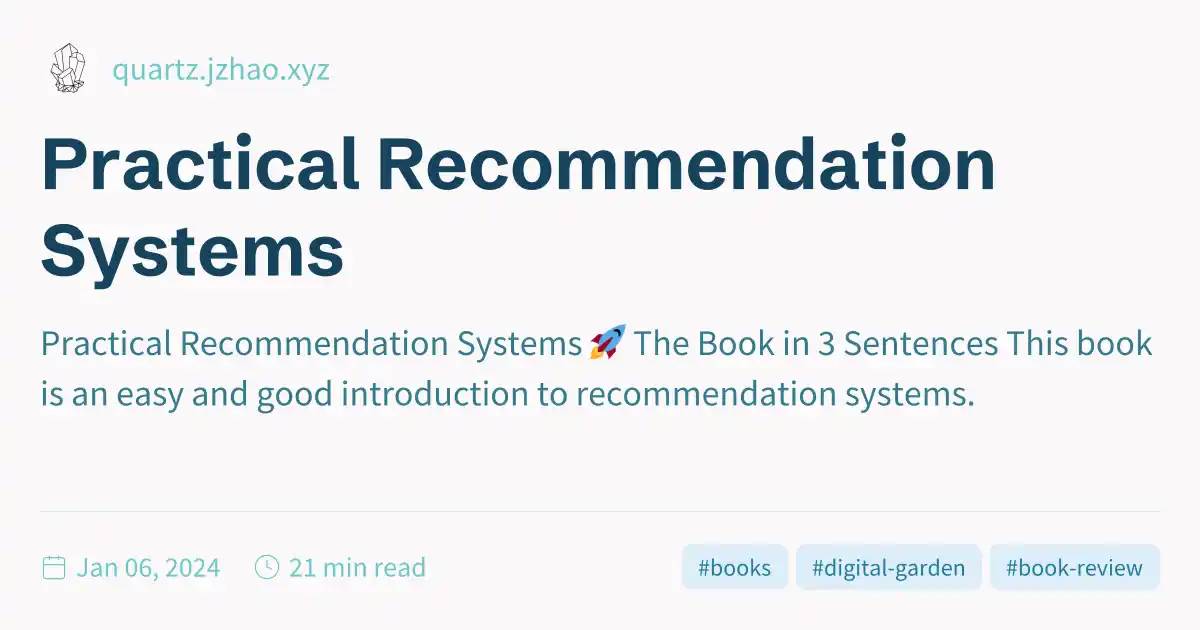 quartz.jzhao.xyz
Practical Recommendation
Systems
Practical Recommendation Systems 🚀 The Book in 3 Sentences This book
is an easy and good introduction to recommendation systems.
Jan 06, 2024 21 min read #books #digital-garden #book-review